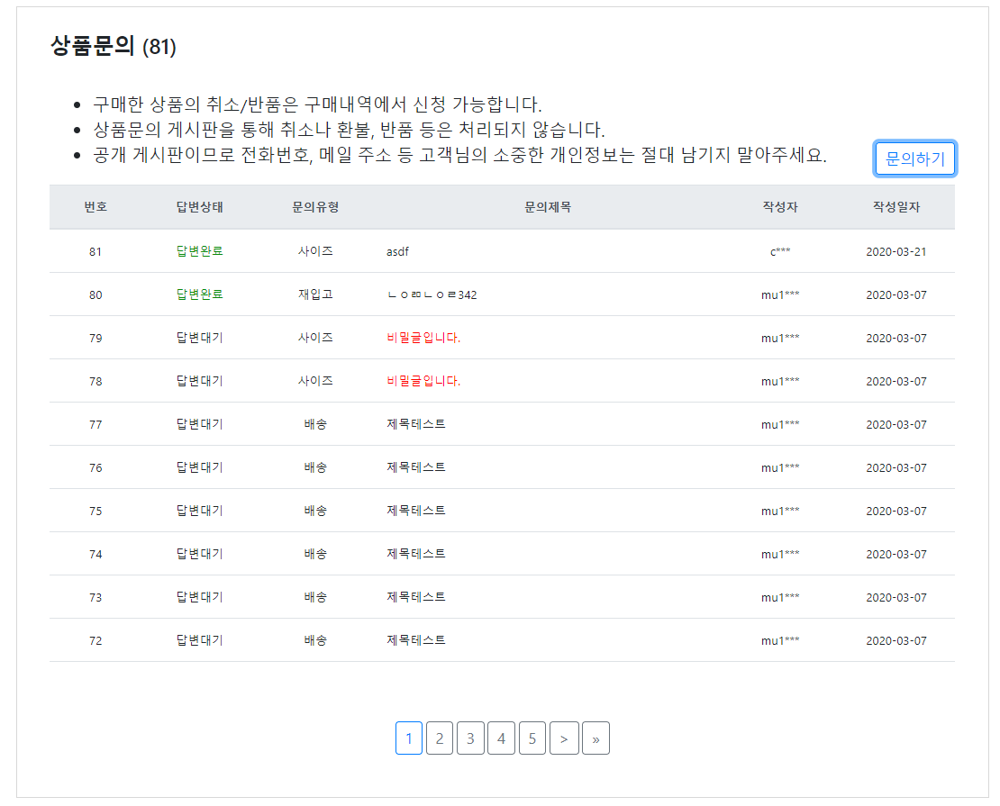 상품문의 (81)
구매한 상품의 취소/반품은 구매내역에서 신청 가능합니다.
상품문의 게시판을 통해 취소나 환불, 반품 등은 처리되지 않습니다.
공개 게시판이므로 전화번호, 메일 주소 등 고객님의 소중한 개인정보는 절대 남기지 말아주세요.
문의하기
번호 답변상태 문의유형 문의제목 작성자 작성일자
81 답변완료 사이즈 asdf c*** 2020-03-21
80 답변완료 재입고 ㄴㅇㄻㄴㅇㄹ342 mu1*** 2020-03-07
79 답변대기 사이즈 비밀글입니다. mu1*** 2020-03-07
78 답변대기 사이즈 비밀글입니다. mu1*** 2020-03-07
77 답변대기 배송 제목테스트 mu1*** 2020-03-07
76 답변대기 배송 제목테스트 mu1*** 2020-03-07
75 답변대기 배송 제목테스트 mu1*** 2020-03-07
74 답변대기 배송 제목테스트 mu1*** 2020-03-07
73 답변대기 배송 제목테스트 mu1*** 2020-03-07
72 답변대기 배송 제목테스트 mu1*** 2020-03-07
1 2 3 4 5 > »